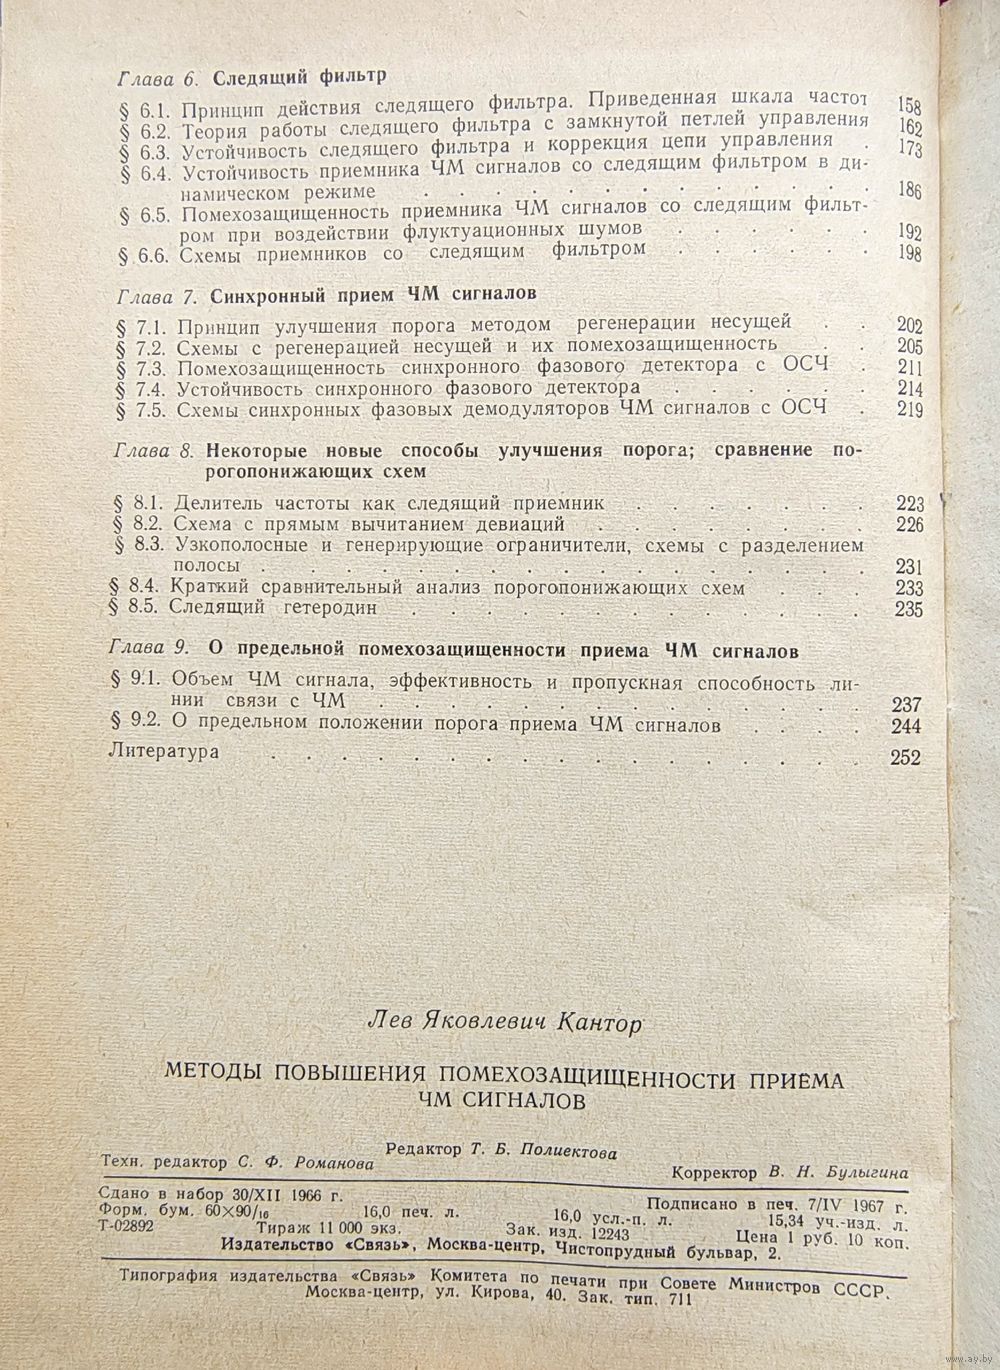 Глава 6. Следящий фильтр
§ 6.1. Принцип действия следящего фильтра. Приведенная шкала частот 158
§ 6.2. Теория работы следящего фильтра с замкнутой петлей управления 162
§ 6.3. Устойчивость следящего фильтра и коррекция цепи управления . 173
§ 6.4. Устойчивость приемника ЧМ сигналов со следящим фильтром в ди-
намическом режиме . . . . . . . . . . . . . . . . . 186
§ 6.5. Помехозащищенность приемника ЧМ сигналов со следящим фильт-
ром при воздействии флуктуационных шумов . . . . . . 192
§ 6.6. Схемы приемников со следящим фильтром . . . . . . 198
Глава 7. Синхронный прием ЧМ сигналов
§ 7.1. Принцип улучшения порога методом регенерации несущей . . 202
§ 7.2. Схемы с регенерацией несущей и их помехозащищенность . . 205
§ 7.3. Помехозащищенность синхронного фазового детектора с ОСЧ . 211
§ 7.4. Устойчивость синхронного фазового детектора . . . . . 214
§ 7.5. Схемы синхронных фазовых демодуляторов ЧМ сигналов с ОСЧ . 219
Глава 8. Некоторые новые способы улучшения порога; сравнение по-
рогопонижающих схем
§ 8.1. Делитель частоты как следящий приемник . . . . . . . 223
§ 8.2. Схема с прямым вычитанием девиаций . . . . . . . . 226
§ 8.3. Узкополосные и генерирующие ограничители, схемы с разделением
полосы . . . . . . . . . . . . . . . . 231
§ 8.4. Краткий сравнительный анализ порогопонижающих схем . . . 233
§ 8.5. Следящий гетеродин . . . . . . . . . . . . 235
Глава 9. О предельной помехозащищенности приема ЧМ сигналов
§ 9.1. Объем ЧМ сигнала, эффективность и пропускная способность ли-
нии связи с ЧМ . . . . . . . . . . . . . 237
§ 9.2. О предельном положении порога приема ЧМ сигналов . . . . 244
Литература . . . . . . . . . . . . . . . 252
Лев Яковлевич Кантор
МЕТОДЫ ПОВЫШЕНИЯ ПОМЕХОЗАЩИЩЕННОСТИ ПРИЕМА
ЧМ СИГНАЛОВ
Редактор Т. Б. Полиектова
Техн. редактор С. Ф. Романова Корректор В. Н. Булыгина
Сдано в набор 30/XII 1966 г. Подписано в печ. 7/IV 1967 г.
Форм. бум. 60×90/16 16,0 печ. л. 16,0 усл.-п. л. 15,34 уч.-изд. л.
Т-02892 Тираж 11 000 экз. Зак. изд. 12243 Цена 1 руб. 10 коп.
Издательство «Связь», Москва-центр, Чистопрудный бульвар, 2.
Типография издательства «Связь» Комитета по печати при Совете Министров СССР.
Москва-центр, ул. Кирова, 40. Зак. тип. 711
www.ay.by